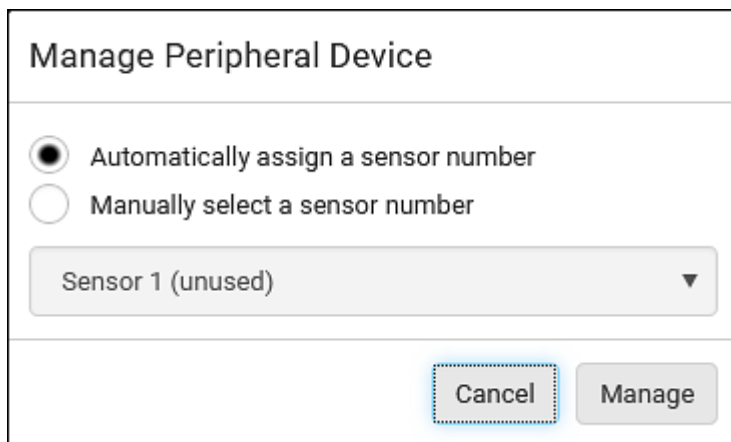 Manage Peripheral Device
Automatically assign a sensor number
Manually select a sensor number
Sensor 1 (unused)
Cancel Manage